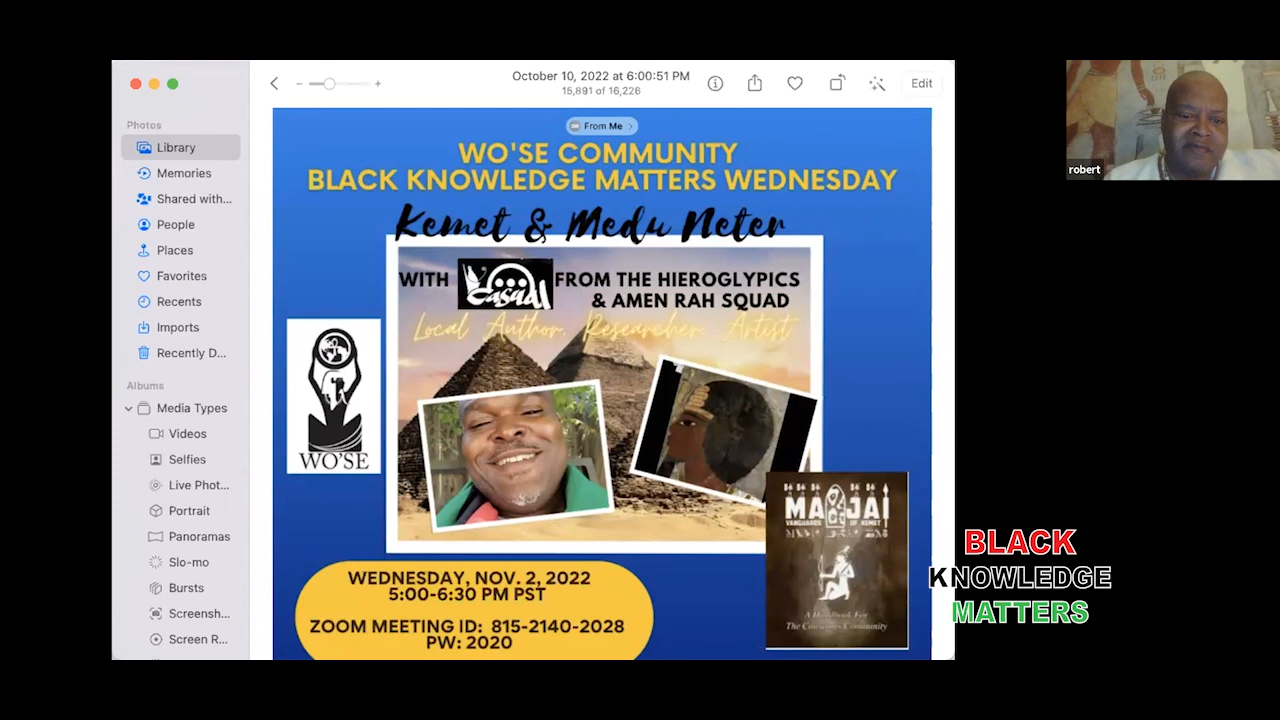 October 10, 2022 at 6:00:51 PM
15,891 of 16,226
Edit
Photos
Library
Memories
Shared with...
People
Places
Favorites
Recents
Imports
Recently D...
Albums
Media Types
Videos
Selfies
Live Phot...
Portrait
Panoramas
Slo-mo
Bursts
Screensh...
Screen R...
From Me
WO'SE COMMUNITY
BLACK KNOWLEDGE MATTERS WEDNESDAY
Kemet & Medu Neter
WITH Casual FROM THE HIEROGLYPICS
& AMEN RAH SQUAD
Local Author, Researcher, Artist
WO'SE
MAJAI
VANGUARDS OF KEMET
A Handbook For
The Conscious Community
WEDNESDAY, NOV. 2, 2022
5:00-6:30 PM PST
ZOOM MEETING ID: 815-2140-2028
PW: 2020
robert
BLACK
KNOWLEDGE
MATTERS